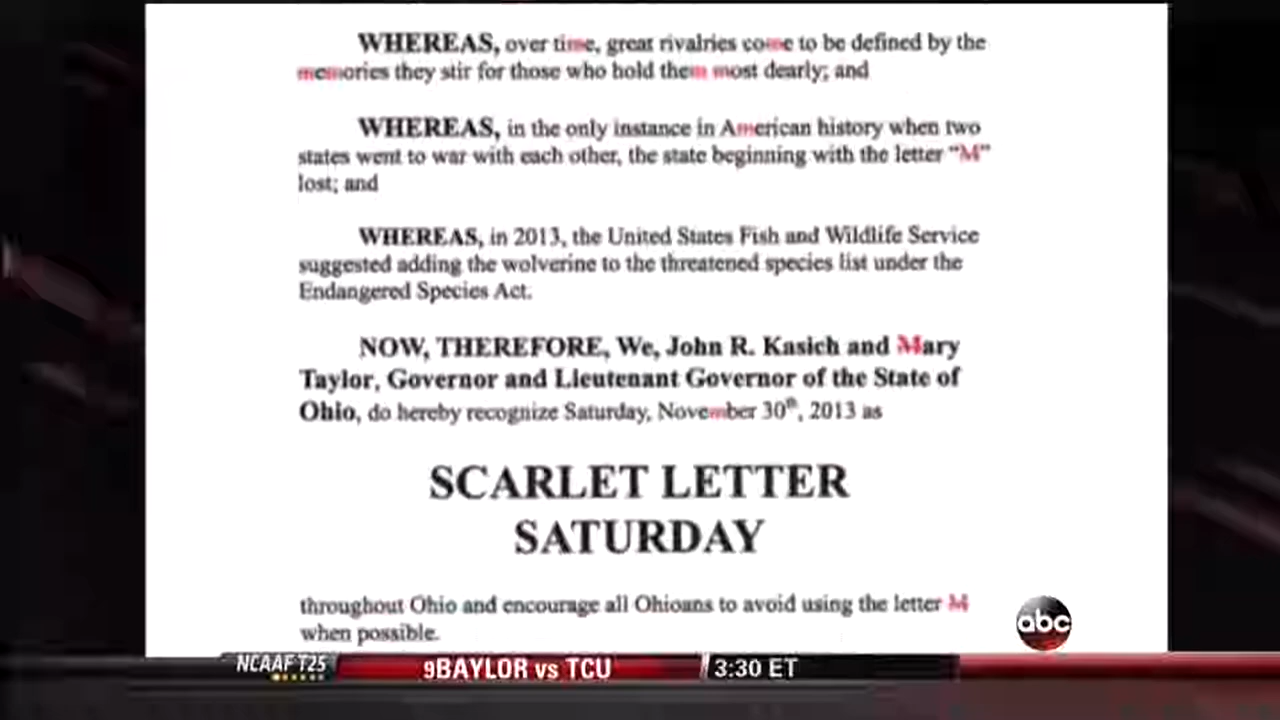 WHEREAS, over time, great rivalries come to be defined by the
memories they stir for those who hold them most dearly; and
WHEREAS, in the only instance in American history when two
states went to war with each other, the state beginning with the letter "M"
lost; and
WHEREAS, in 2013, the United States Fish and Wildlife Service
suggested adding the wolverine to the threatened species list under the
Endangered Species Act.
NOW, THEREFORE, We, John R. Kasich and Mary
Taylor, Governor and Lieutenant Governor of the State of
Ohio, do hereby recognize Saturday, November 30th, 2013 as
SCARLET LETTER
SATURDAY
throughout Ohio and encourage all Ohioans to avoid using the letter M
when possible.
abc
NCAAF T25 9BAYLOR vs TCU 3:30 ET